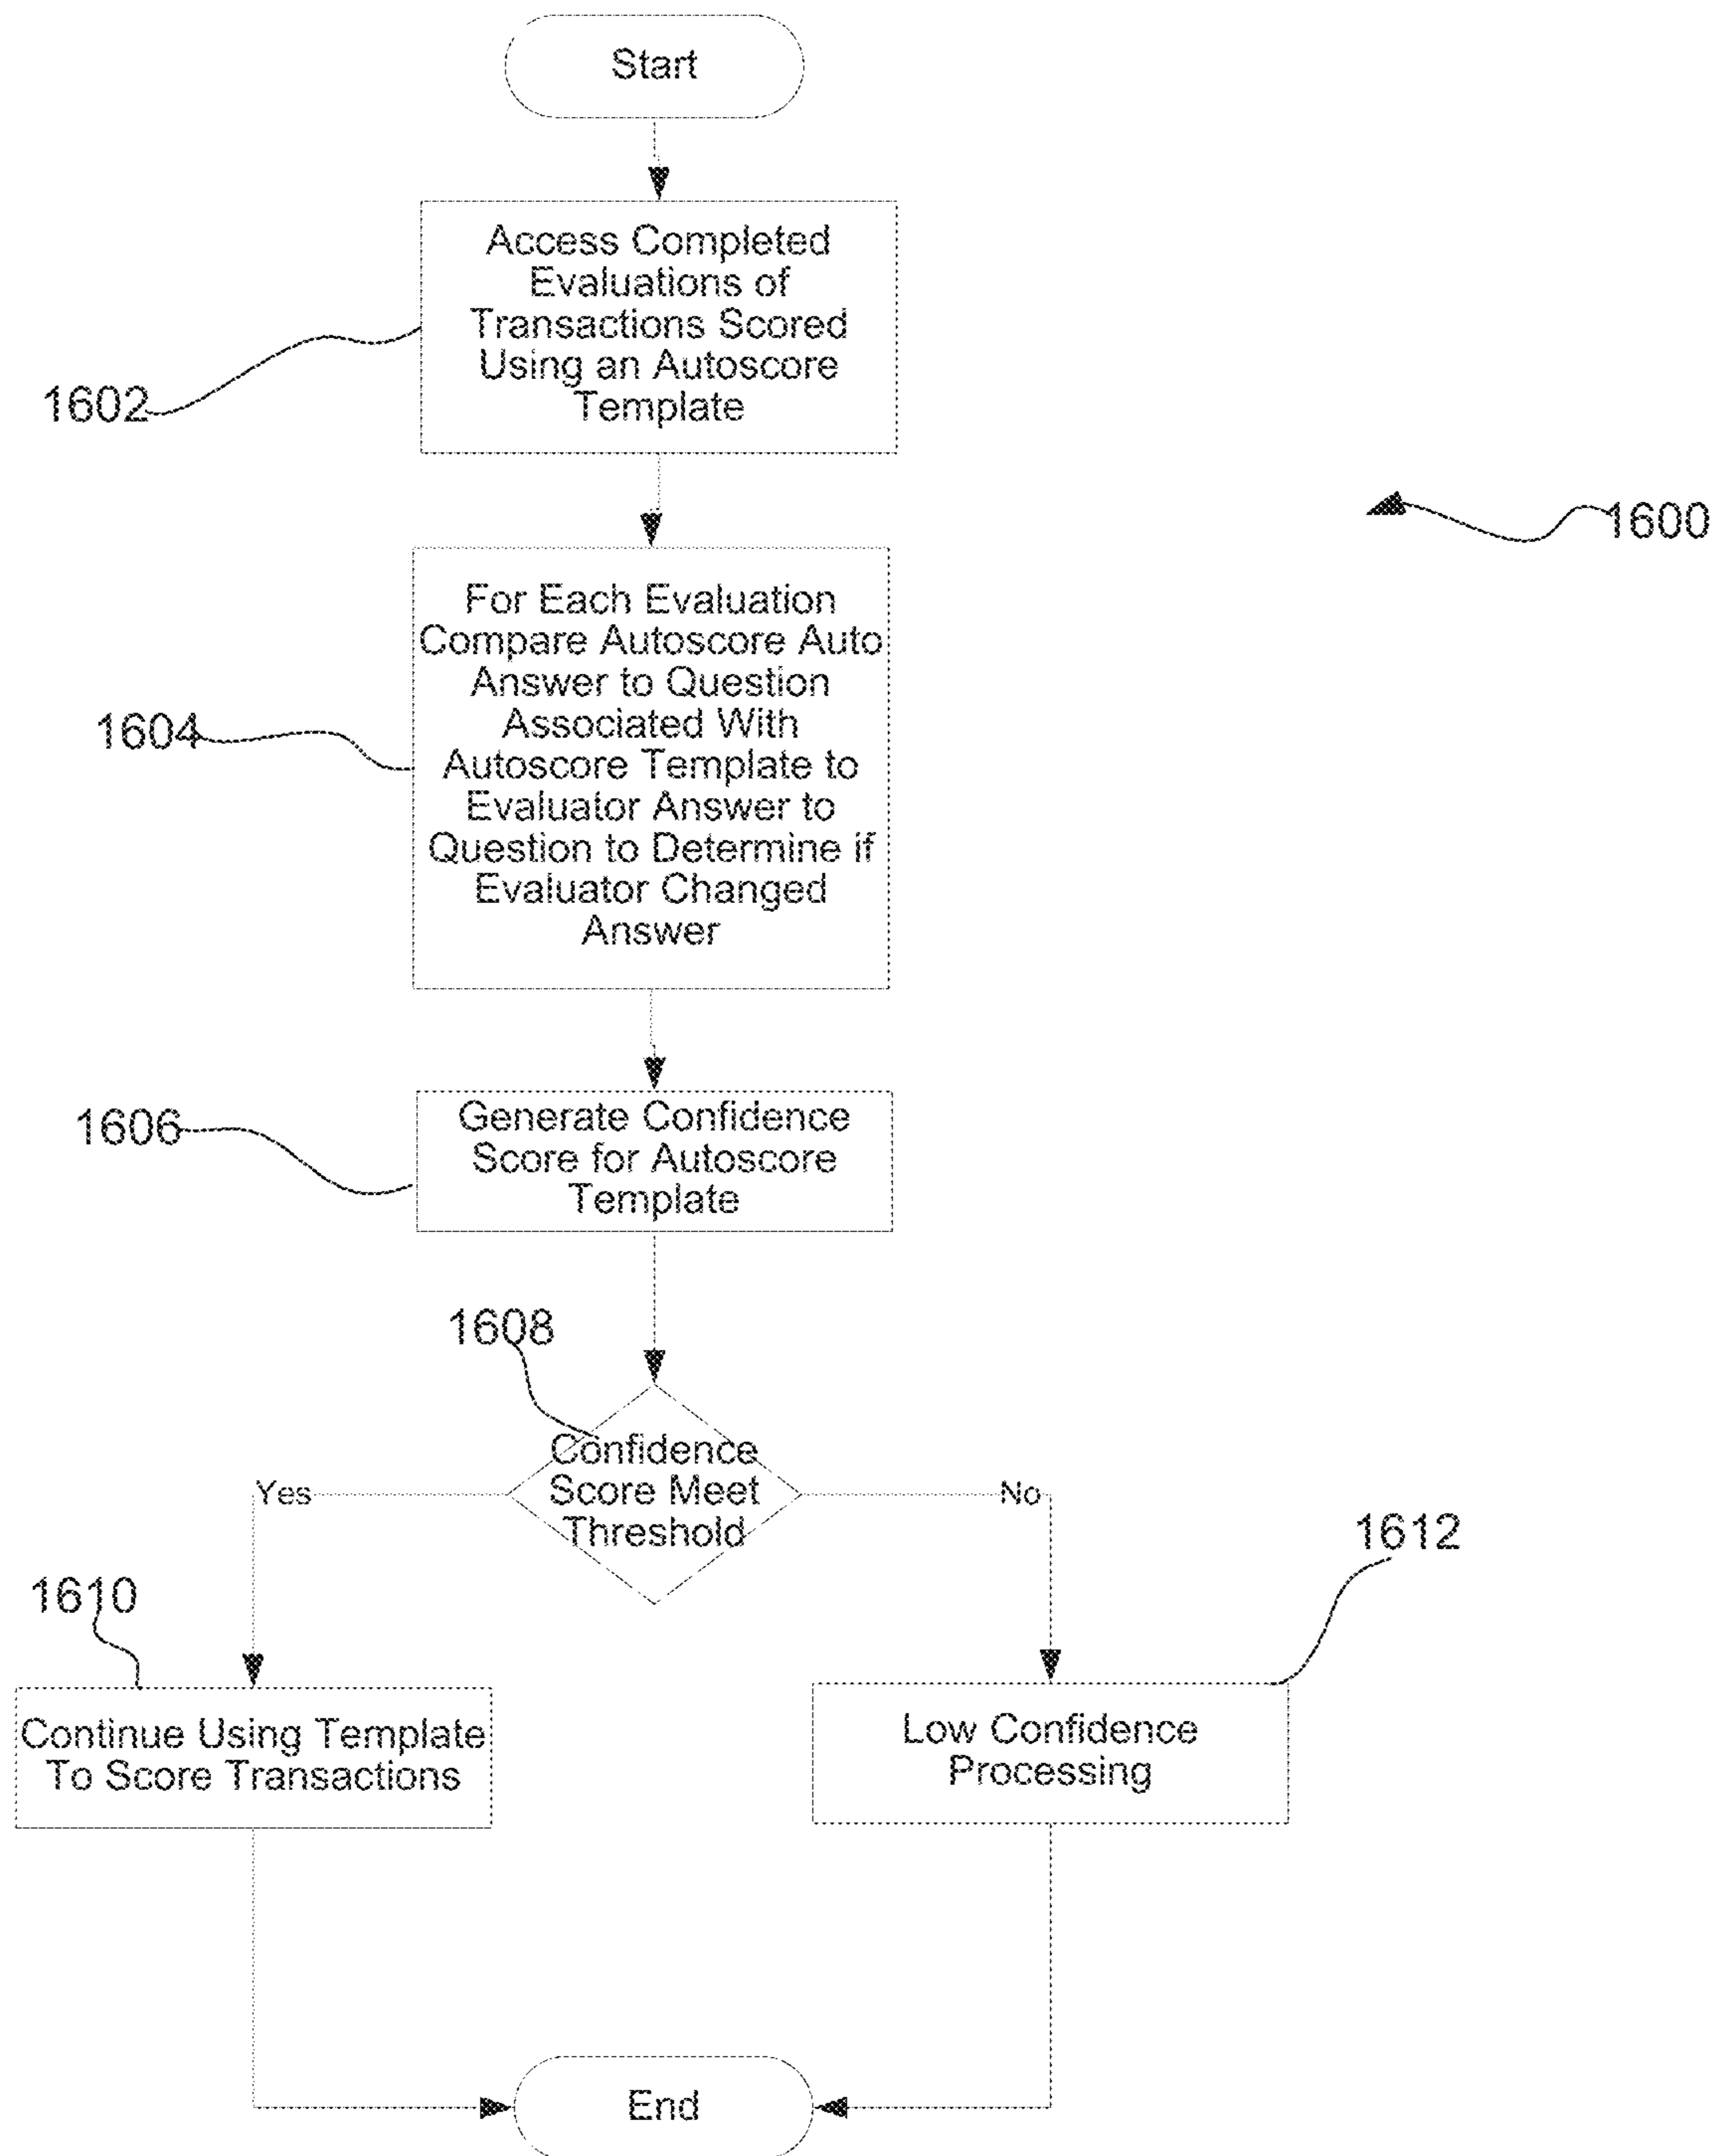 Start
Access Completed
Evaluations of
Transactions Scored
Using an Autoscore
Template
1602
1600
For Each Evaluation
Compare Autoscore Auto
Answer to Question
Associated With
Autoscore Template to
Evaluator Answer to
Question to Determine if
Evaluator Changed
Answer
1604
Generate Confidence
Score for Autoscore
Template
1606
1608
Confidence
Score Meet
Threshold
Yes
No
1610
1612
Continue Using Template
To Score Transactions
Low Confidence
Processing
End